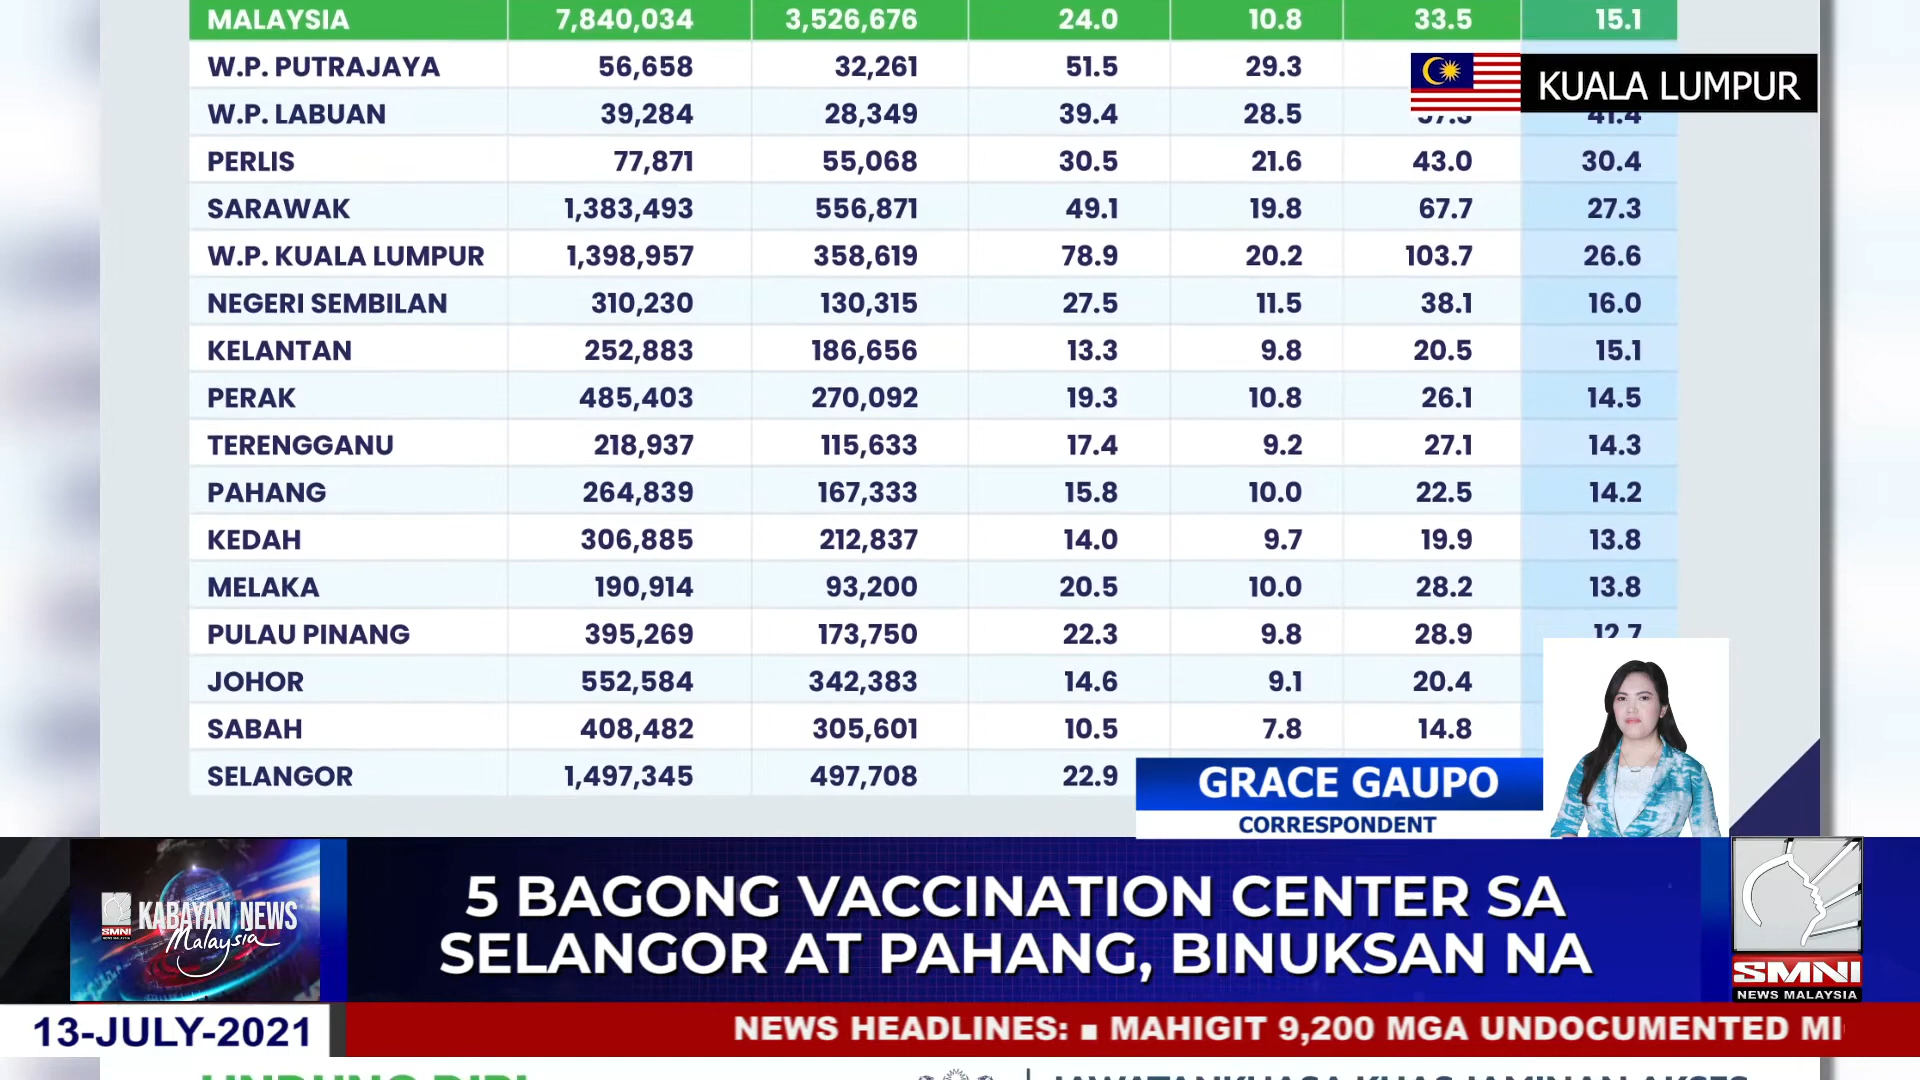 MALAYSIA 7,840,034 3,526,676 24.0 10.8 33.5 15.1
W.P. PUTRAJAYA 56,658 32,261 51.5 29.3
KUALA LUMPUR
W.P. LABUAN 39,284 28,349 39.4 28.5 41.4
PERLIS 77,871 55,068 30.5 21.6 43.0 30.4
SARAWAK 1,383,493 556,871 49.1 19.8 67.7 27.3
W.P. KUALA LUMPUR 1,398,957 358,619 78.9 20.2 103.7 26.6
NEGERI SEMBILAN 310,230 130,315 27.5 11.5 38.1 16.0
KELANTAN 252,883 186,656 13.3 9.8 20.5 15.1
PERAK 485,403 270,092 19.3 10.8 26.1 14.5
TERENGGANU 218,937 115,633 17.4 9.2 27.1 14.3
PAHANG 264,839 167,333 15.8 10.0 22.5 14.2
KEDAH 306,885 212,837 14.0 9.7 19.9 13.8
MELAKA 190,914 93,200 20.5 10.0 28.2 13.8
PULAU PINANG 395,269 173,750 22.3 9.8 28.9 12.7
JOHOR 552,584 342,383 14.6 9.1 20.4
SABAH 408,482 305,601 10.5 7.8 14.8
SELANGOR 1,497,345 497,708 22.9
GRACE GAUPO
CORRESPONDENT
SMNI KABAYAN NEWS
Malaysia
5 BAGONG VACCINATION CENTER SA
SELANGOR AT PAHANG, BINUKSAN NA
SMNI
NEWS MALAYSIA
13-JULY-2021
NEWS HEADLINES: ■ MAHIGIT 9,200 MGA UNDOCUMENTED MI